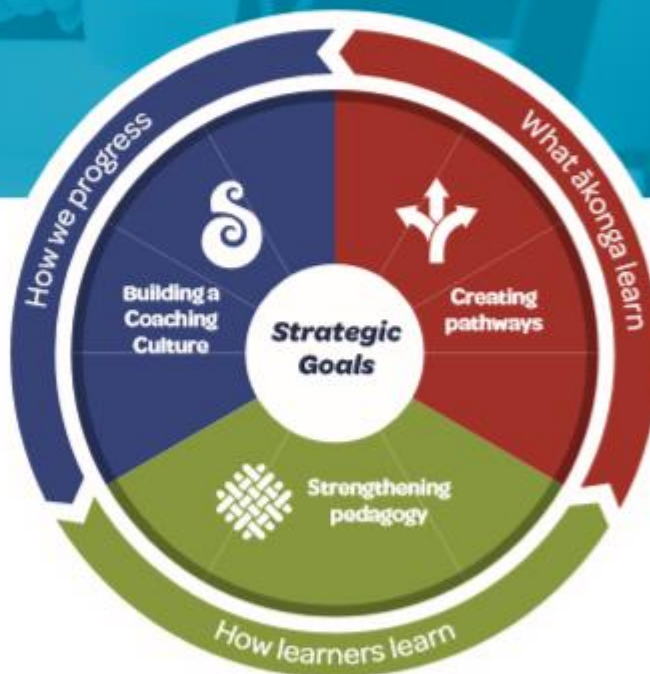 How we progress
What ākonga learn
Building a
Coaching
Culture
Creating
pathways
Strategic
Goals
Strengthening
pedagogy
How learners learn